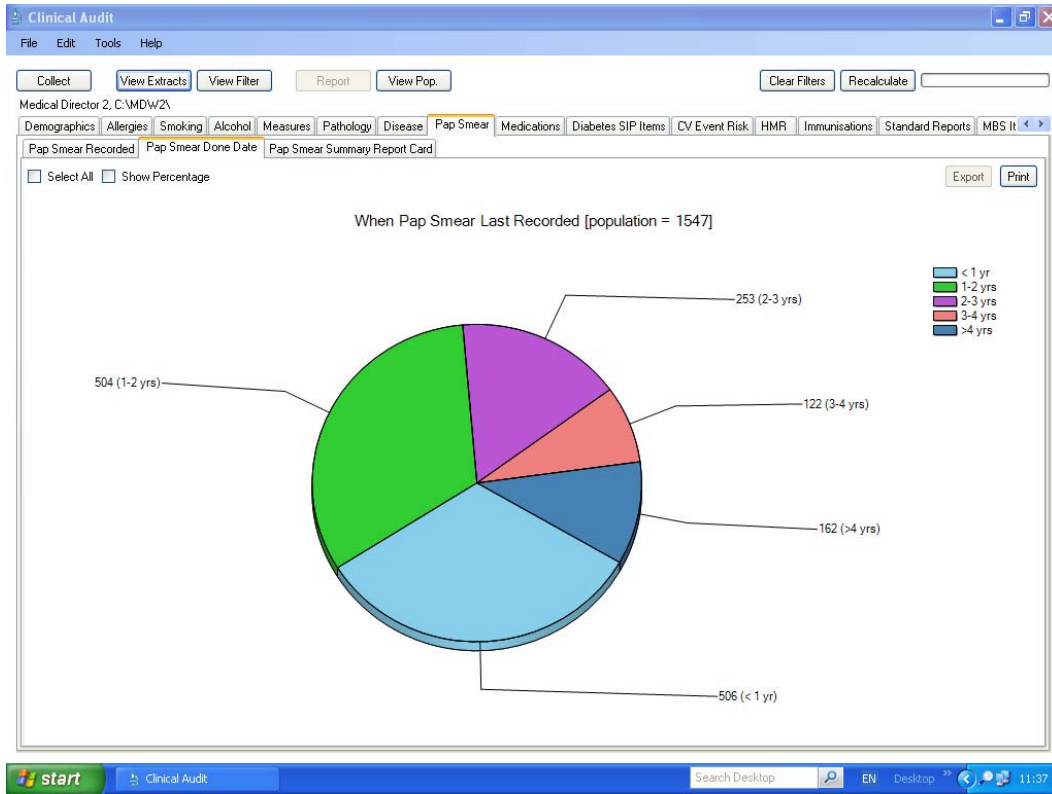 Clinical Audit
File Edit Tools Help
Collect View Extracts View Filter Report View Pop. Clear Filters Recalculate
Medical Director 2, C:\MDW2\
Demographics Allergies Smoking Alcohol Measures Pathology Disease Pap Smear Medications Diabetes SIP Items CV Event Risk HMR Immunisations Standard Reports MBS It
Pap Smear Recorded Pap Smear Done Date Pap Smear Summary Report Card
Select All Show Percentage Export Print
When Pap Smear Last Recorded [population = 1547]
< 1 yr
1-2 yrs
2-3 yrs
3-4 yrs
>4 yrs
253 (2-3 yrs)
504 (1-2 yrs)
122 (3-4 yrs)
162 (>4 yrs)
506 (< 1 yr)
start Clinical Audit Search Desktop EN Desktop » 11:37